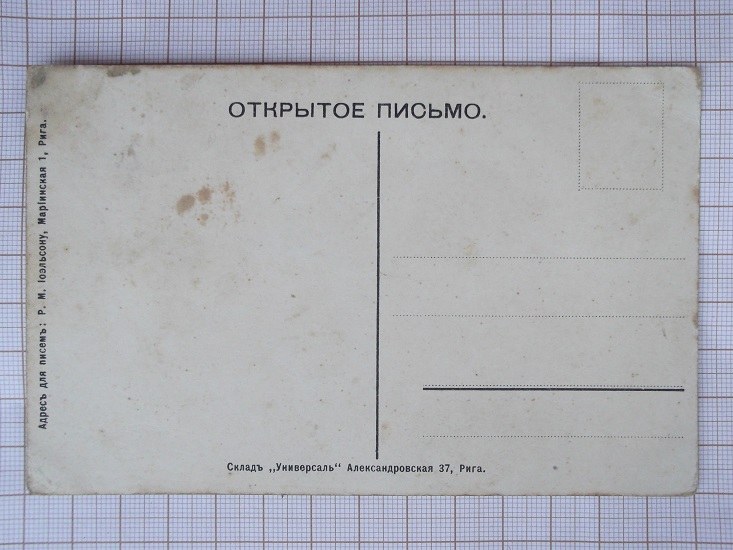 ОТКРЫТОЕ ПИСЬМО.
Адресъ для писемъ: Р. М. Іоэльсону, Маріинская 1, Рига.
Складъ „Универсаль“ Александровская 37, Рига.